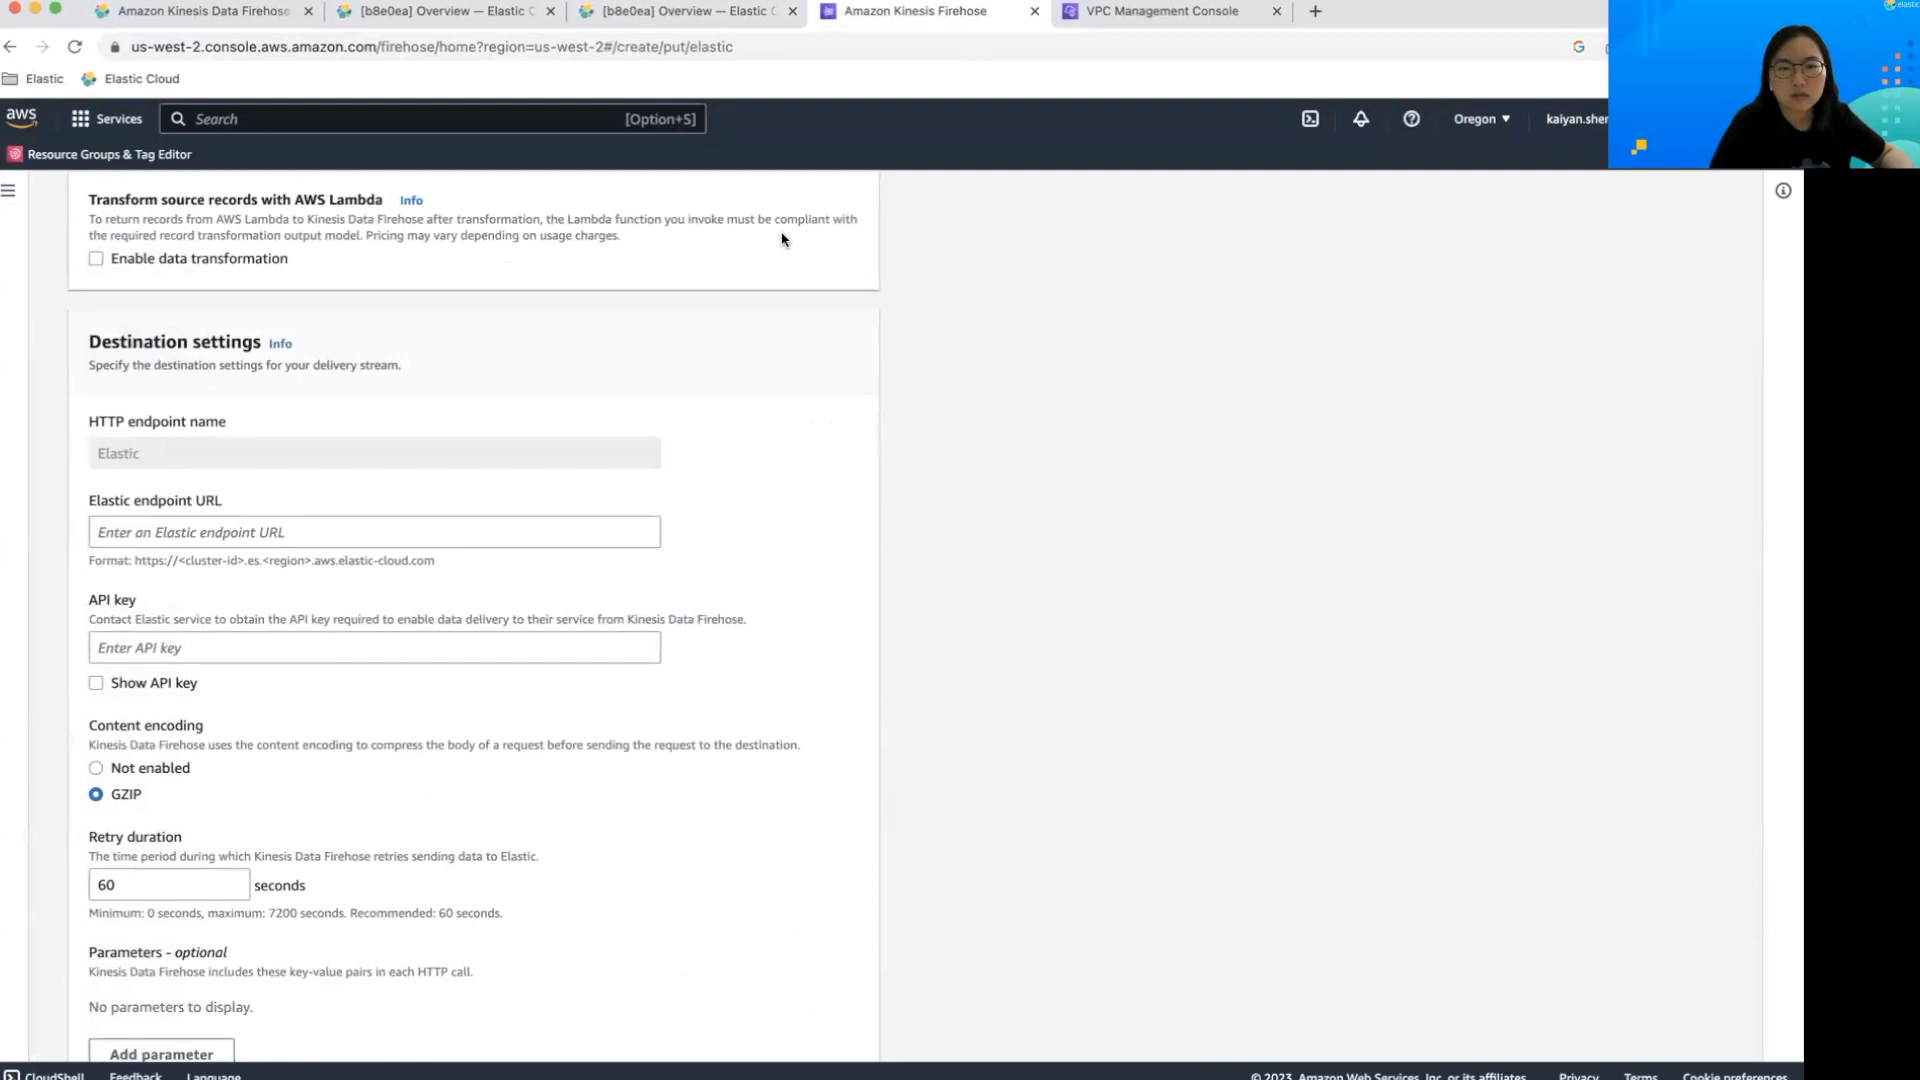 Amazon Kinesis Data Firehose
[b8e0ea] Overview — Elastic C
[b8e0ea] Overview — Elastic C
Amazon Kinesis Firehose
VPC Management Console
us-west-2.console.aws.amazon.com/firehose/home?region=us-west-2#/create/put/elastic
Elastic
Elastic Cloud
elastic
aws
Services
Search
[Option+S]
Oregon
kaiyan.sher
Resource Groups & Tag Editor
Transform source records with AWS Lambda Info
To return records from AWS Lambda to Kinesis Data Firehose after transformation, the Lambda function you invoke must be compliant with
the required record transformation output model. Pricing may vary depending on usage charges.
Enable data transformation
Destination settings Info
Specify the destination settings for your delivery stream.
HTTP endpoint name
Elastic
Elastic endpoint URL
Enter an Elastic endpoint URL
Format: https://<cluster-id>.es.<region>.aws.elastic-cloud.com
API key
Contact Elastic service to obtain the API key required to enable data delivery to their service from Kinesis Data Firehose.
Enter API key
Show API key
Content encoding
Kinesis Data Firehose uses the content encoding to compress the body of a request before sending the request to the destination.
Not enabled
GZIP
Retry duration
The time period during which Kinesis Data Firehose retries sending data to Elastic.
60 seconds
Minimum: 0 seconds, maximum: 7200 seconds. Recommended: 60 seconds.
Parameters - optional
Kinesis Data Firehose includes these key-value pairs in each HTTP call.
No parameters to display.
Add parameter
CloudShell
Feedback
Language
© 2023, Amazon Web Services, Inc. or its affiliates.
Privacy
Terms
Cookie preferences